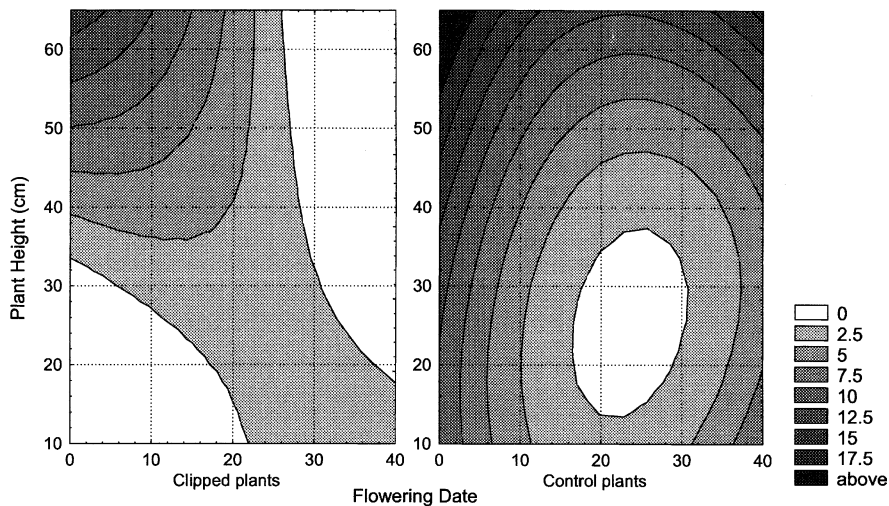 Plant Height (cm)
60
50
40
30
20
10
0 10 20 30 40
Clipped plants
60
50
40
30
20
10
0 10 20 30 40
Control plants
Flowering Date
0
2.5
5
7.5
10
12.5
15
17.5
above